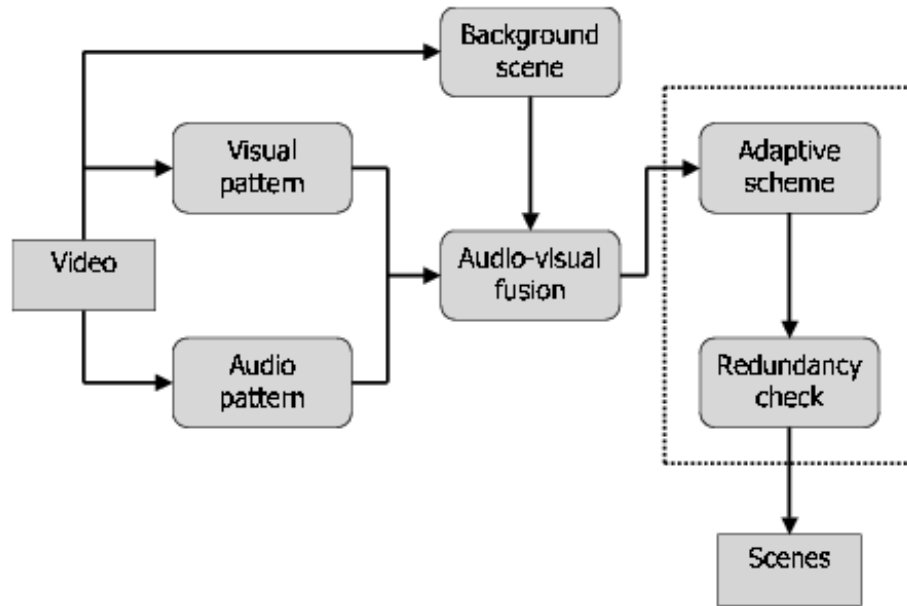 Background
scene
Visual
pattern
Adaptive
scheme
Video
Audio-visual
fusion
Audio
pattern
Redundancy
check
Scenes